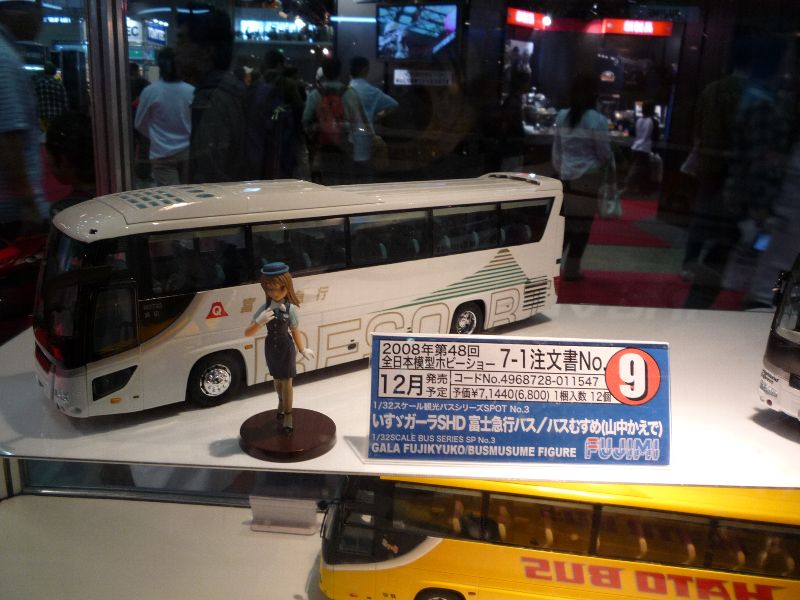 富 急行
RESORT
2008年第48回
全日本模型ホビーショー
7-1注文書No.
9
12月 発売
予定
コードNo.4968728-011547
予価¥7,1440(6,800) 1梱入数 12個
1/32スケール観光バスシリーズSPOT No.3
いすゞガーラSHD 富士急行バス/バスむすめ(山中かえで)
1/32SCALE BUS SERIES SP No.3
GALA FUJIKYUKO/BUSMUSUME FIGURE
FUJIMI
HATO BUS